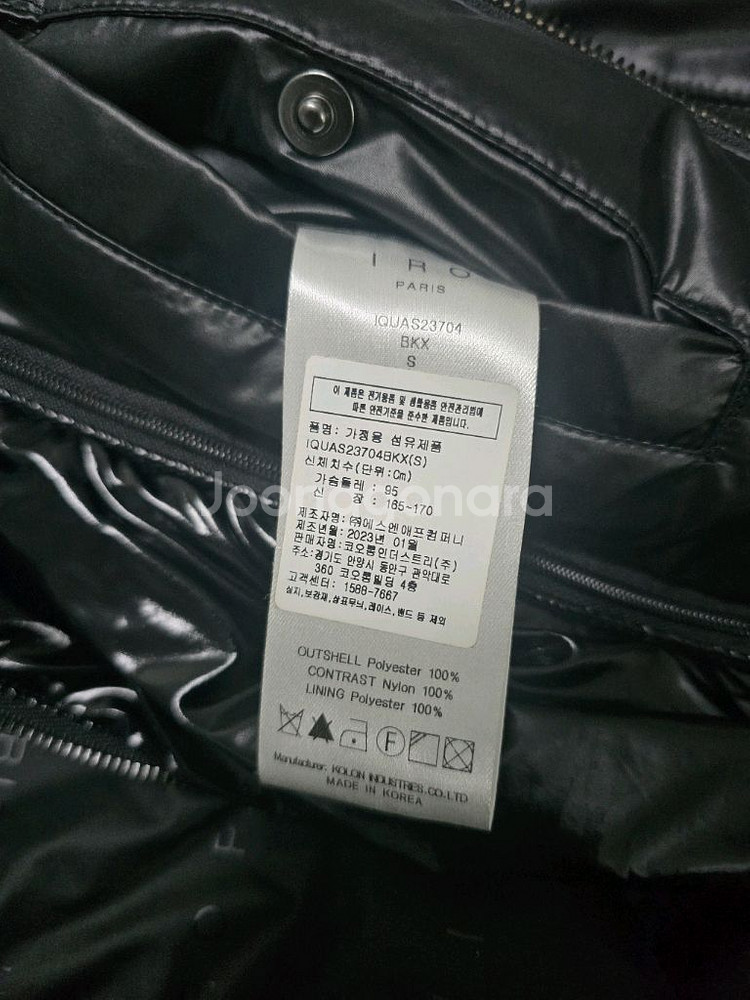 IRO
PARIS
IQUAS23704
BKX
S
이 제품은 전기용품 및 생활용품 안전관리법에
따른 안전기준을 준수한 제품입니다.
품명: 가정용 섬유제품
IQUAS23704BKX(S)
신체치수(단위:Cm)
가슴둘레 : 95
신 장 : 165-170
제조자명: ㈜에스엔에프컴퍼니
제조년월: 2023년 01월
판매자명: 코오롱인더스트리(주)
주소:경기도 안양시 동안구 관악대로
360 코오롱빌딩 4층
고객센터: 1588-7667
심지,보강재,상표무늬,레이스,밴드 등 제외
Joonggonara
OUTSHELL Polyester 100%
CONTRAST Nylon 100%
LINING Polyester 100%
F
Manufacturer: KOLON INDUSTRIES.CO.LTD
MADE IN KOREA